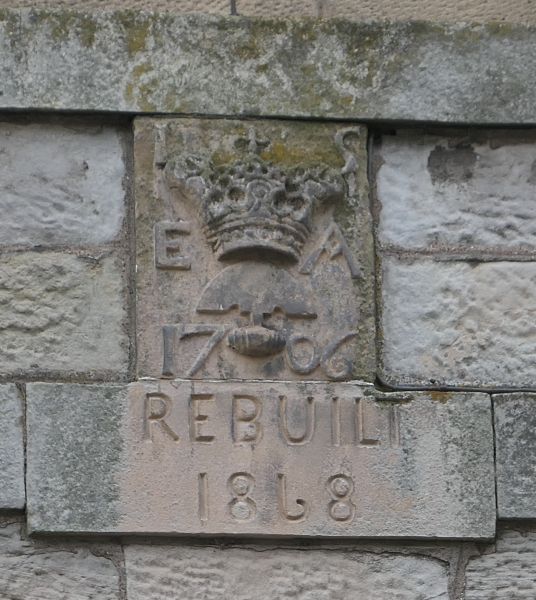 I S
E A
1706
REBUILT
1868